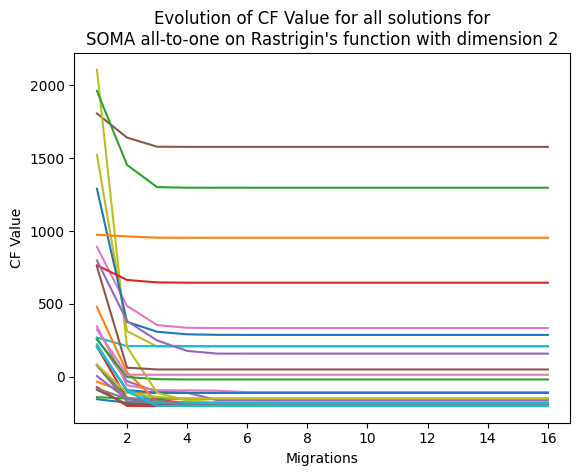 Evolution of CF Value for all solutions for
SOMA all-to-one on Rastrigin's function with dimension 2
2000
1500
1000
500
0
CF Value
2 4 6 8 10 12 14 16
Migrations